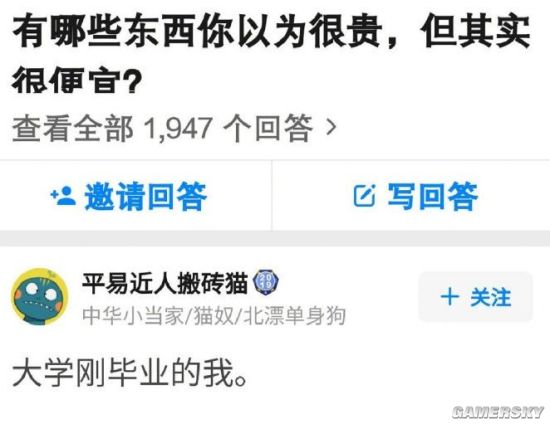 有哪些东西你以为很贵，但其实
很便宜？
查看全部 1,947 个回答 >
邀请回答
写回答
平易近人搬砖猫
2019
中华小当家/猫奴/北漂单身狗
+ 关注
大学刚毕业的我。
GAMERSKY